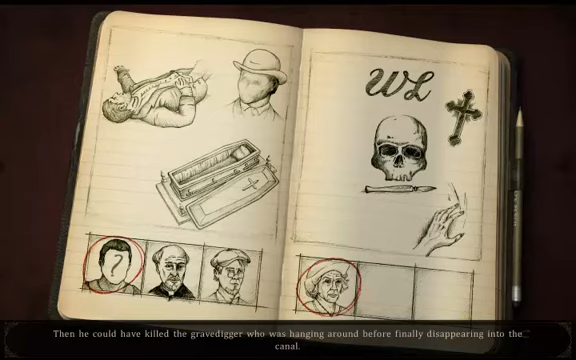 WL
?
Then he could have killed the gravedigger who was hanging around before finally disappearing into the
canal.